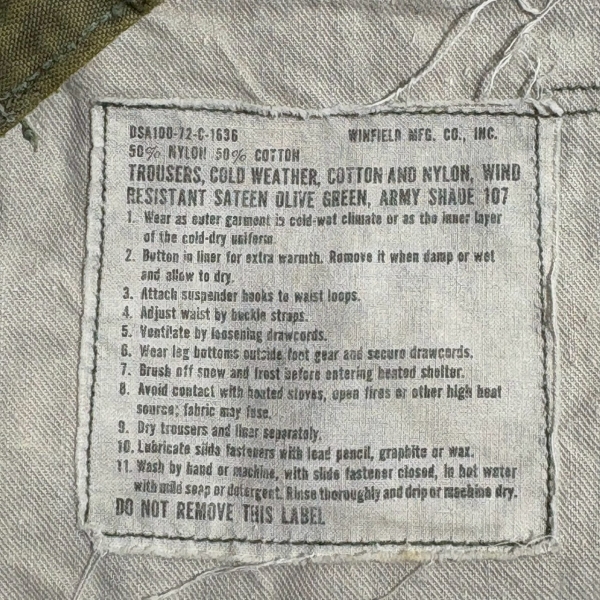 DSA100-72-C-1636 WINFIELD MFG. CO., INC.
50% NYLON 50% COTTON
TROUSERS, COLD WEATHER, COTTON AND NYLON, WIND
RESISTANT SATEEN OLIVE GREEN, ARMY SHADE 107
1. Wear as outer garment in cold-wet climate or as the inner layer
of the cold-dry uniform.
2. Button in liner for extra warmth. Remove it when damp or wet
and allow to dry.
3. Attach suspender hooks to waist loops.
4. Adjust waist by buckle straps.
5. Ventilate by loosening drawcords.
6. Wear leg bottoms outside foot gear and secure drawcords.
7. Brush off snow and frost before entering heated shelter.
8. Avoid contact with heated stoves, open fires or other high heat
source; fabric may fuse.
9. Dry trousers and liner separately.
10. Lubricate slide fasteners with lead pencil, graphite or wax.
11. Wash by hand or machine, with slide fastener closed, in hot water
with mild soap or detergent. Rinse thoroughly and drip or machine dry.
DO NOT REMOVE THIS LABEL